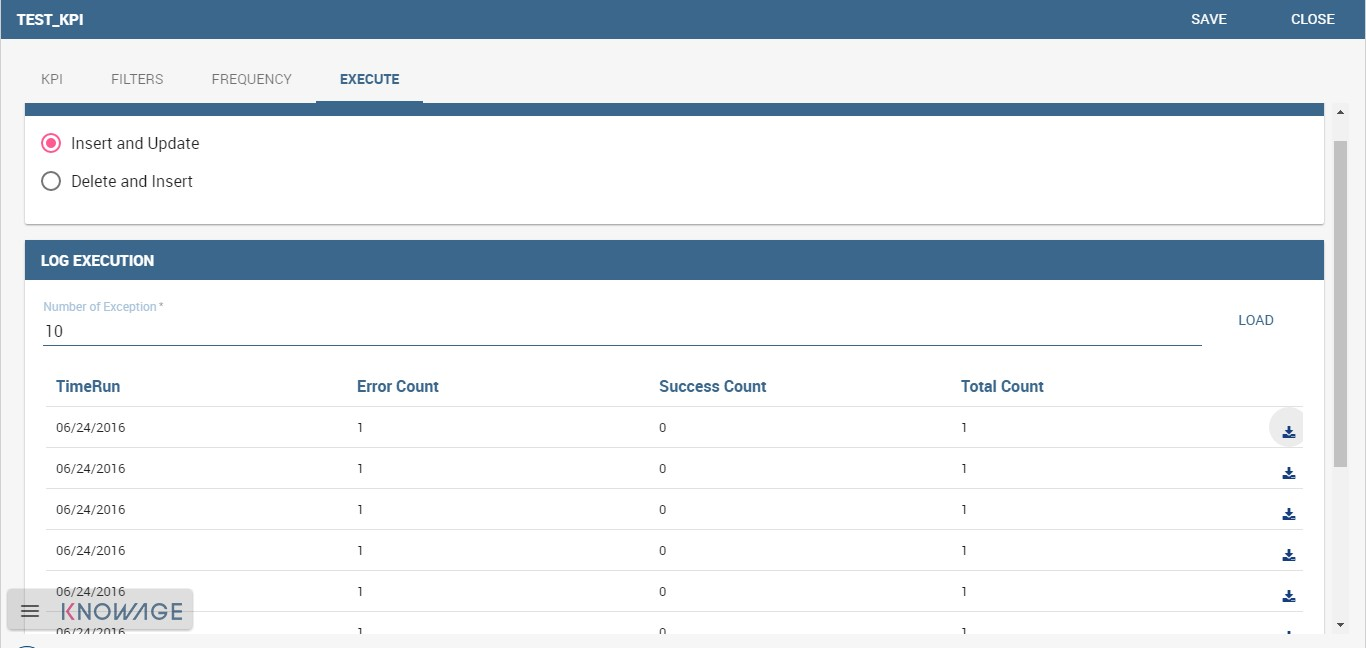 TEST_KPI SAVE CLOSE
KPI FILTERS FREQUENCY EXECUTE
Insert and Update
Delete and Insert
LOG EXECUTION
Number of Exception *
10 LOAD
TimeRun Error Count Success Count Total Count
06/24/2016 1 0 1
06/24/2016 1 0 1
06/24/2016 1 0 1
06/24/2016 1 0 1
06/24/2016 1 0 1
KNOWAGE
06/24/2016 1 0 1